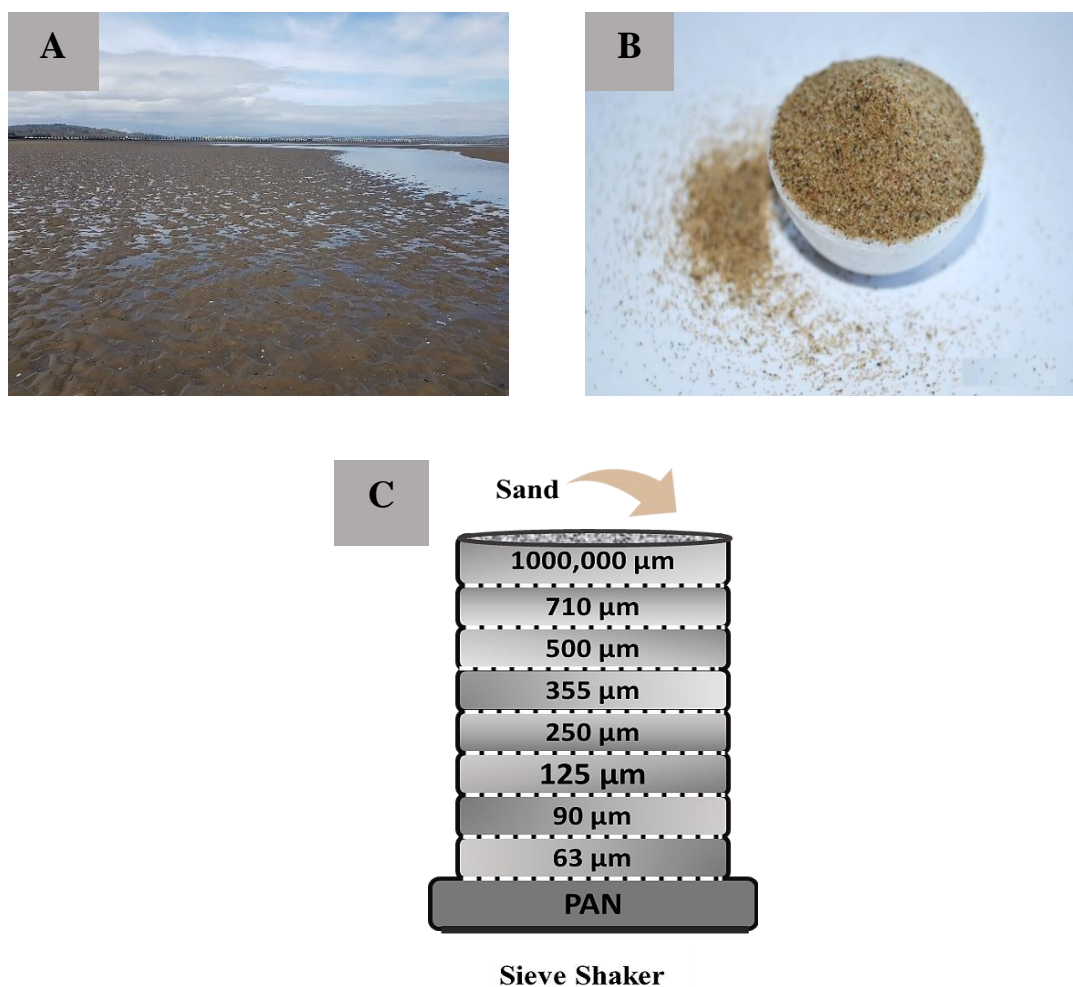 A
B
C
Sand
1000,000 µm
710 µm
500 µm
355 µm
250 µm
125 µm
90 µm
63 µm
PAN
Sieve Shaker